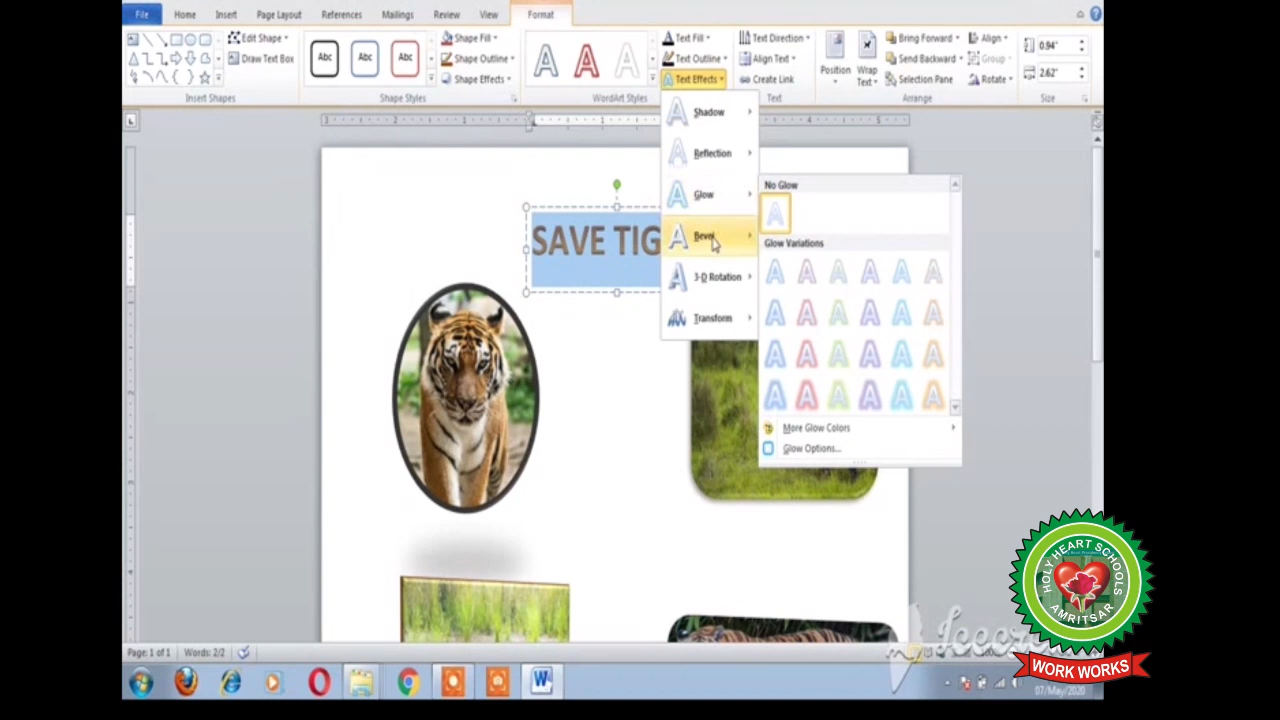 File Home Insert Page Layout References Mailings Review View Format
Edit Shape
Draw Text Box
Insert Shapes
Abc Abc Abc
Shape Fill
Shape Outline
Shape Effects
Shape Styles
WordArt Styles
Text Fill
Text Outline
Text Effects
Text Direction
Align Text
Create Link
Text
Position
Wrap
Text
Bring Forward
Send Backward
Selection Pane
Align
Group
Rotate
Arrange
0.94"
2.62"
Size
Shadow
Reflection
Glow
Bevel
3-D Rotation
Transform
No Glow
Glow Variations
More Glow Colors
Glow Options...
SAVE TIG
HOLY HEART SCHOOLS
AMRITSAR
WORK WORKS
Page: 1 of 1 Words: 2/2
07/May/2020